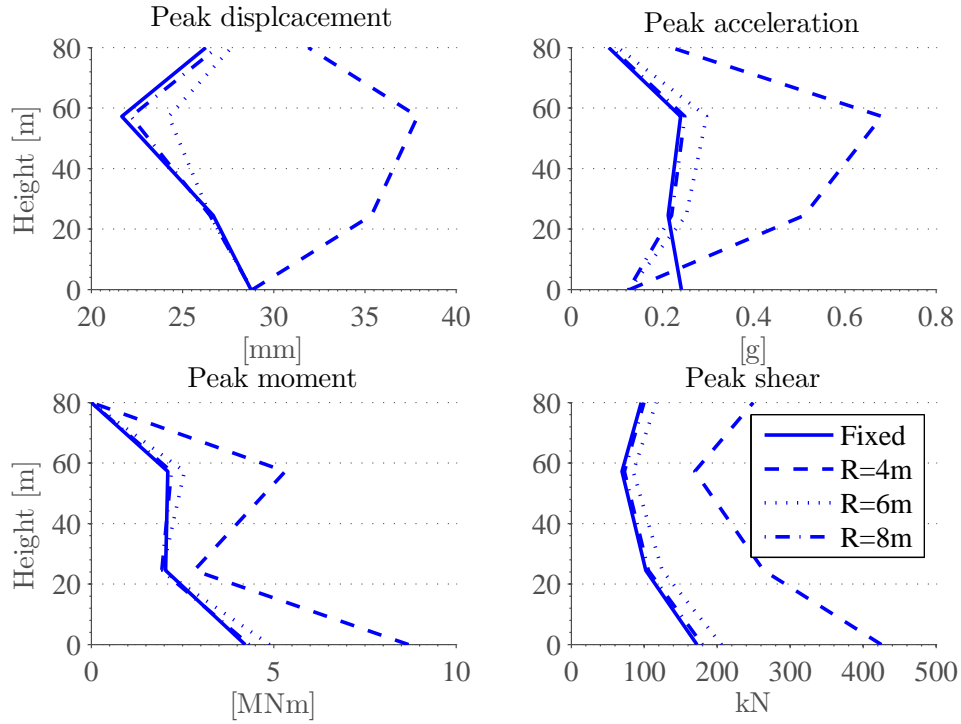 Peak displcacement
80
60
40
20
0
Height [m]
20 25 30 35 40
[mm]
Peak acceleration
80
60
40
20
0
0 0.2 0.4 0.6 0.8
[g]
Peak moment
80
60
40
20
0
Height [m]
0 5 10
[MNm]
Peak shear
80
60
40
20
0
0 100 200 300 400 500
kN
Fixed
R=4m
R=6m
R=8m